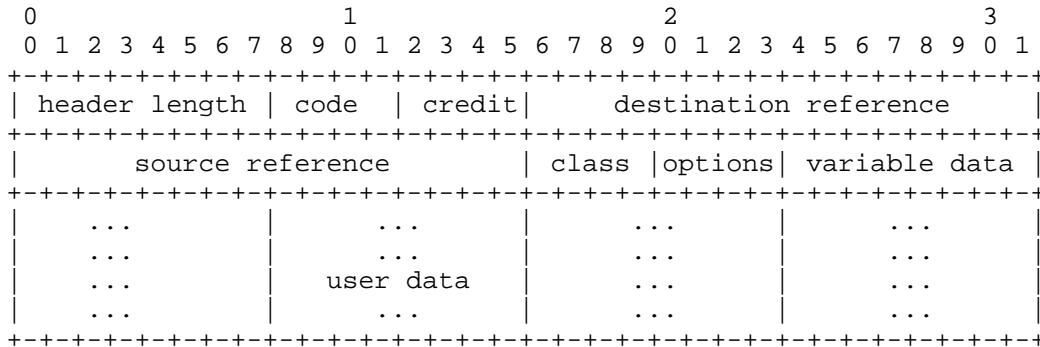 0 1 2 3
0 1 2 3 4 5 6 7 8 9 0 1 2 3 4 5 6 7 8 9 0 1 2 3 4 5 6 7 8 9 0 1
+-+-+-+-+-+-+-+-+-+-+-+-+-+-+-+-+-+-+-+-+-+-+-+-+-+-+-+-+-+-+-+-+
| header length | code | credit| destination reference |
+-+-+-+-+-+-+-+-+-+-+-+-+-+-+-+-+-+-+-+-+-+-+-+-+-+-+-+-+-+-+-+-+
| source reference | class |options| variable data |
+-+-+-+-+-+-+-+-+-+-+-+-+-+-+-+-+-+-+-+-+-+-+-+-+-+-+-+-+-+-+-+-+
| ... | ... | ... | ... |
| ... | ... | ... | ... |
| ... | user data | ... | ... |
| ... | ... | ... | ... |
+-+-+-+-+-+-+-+-+-+-+-+-+-+-+-+-+-+-+-+-+-+-+-+-+-+-+-+-+-+-+-+-+